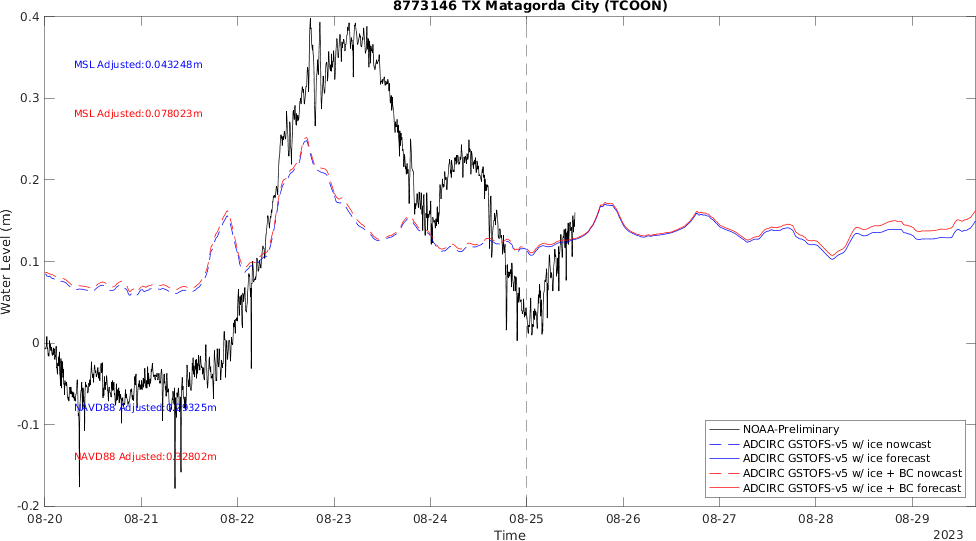 8773146 TX Matagorda City (TCOON)
0.4
0.3
0.2
0.1
0
-0.1
-0.2
Water Level (m)
MSL Adjusted:0.043248m
MSL Adjusted:0.078023m
NAVD88 Adjusted:0.29325m
NAVD88 Adjusted:0.32802m
NOAA-Preliminary
ADCIRC GSTOFS-v5 w/ ice nowcast
ADCIRC GSTOFS-v5 w/ ice forecast
ADCIRC GSTOFS-v5 w/ ice + BC nowcast
ADCIRC GSTOFS-v5 w/ ice + BC forecast
08-20 08-21 08-22 08-23 08-24 08-25 08-26 08-27 08-28 08-29
Time
2023